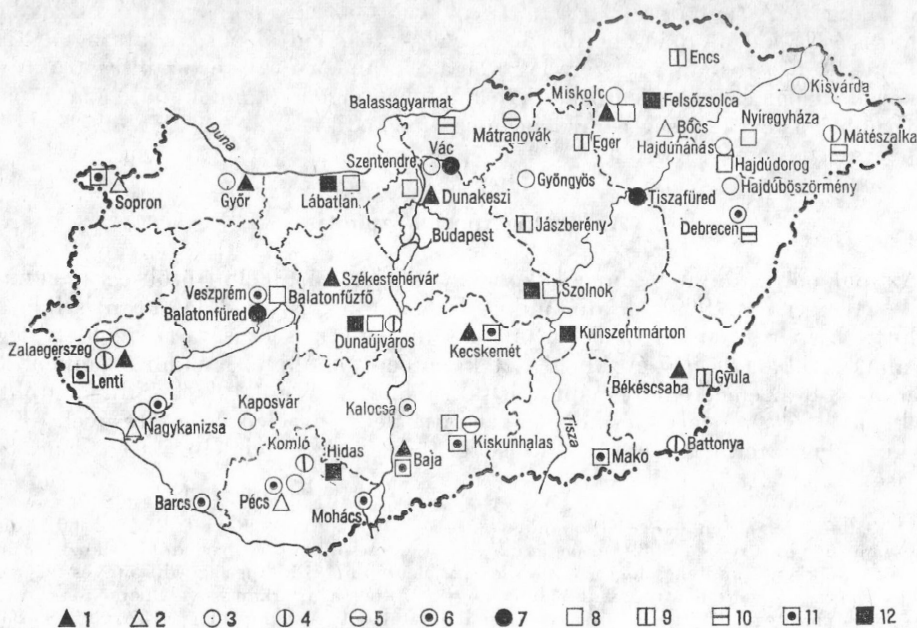 Encs
Kisvárda
Miskolc
Felsőzsolca
Balassagyarmat
Bőcs
Nyiregyháza
Mátranovák
Eger
Hajdúnánás
Mátészalka
Duna
Szentendre
Vác
Hajdúdorog
Gyöngyös
Hajdúböszörmény
Sopron
Győr
Lábatlan
Dunakeszi
Tiszafüred
Jászberény
Debrecen
Budapest
Székesfehérvár
Veszprém
Balatonfűzfő
Szolnok
Balatonfüred
Zalaegerszeg
Dunaújváros
Kecskemét
Kunszentmárton
Lenti
Békéscsaba
Gyula
Kaposvár
Kalocsa
Nagykanizsa
Kiskunhalas
Tisza
Komló
Hidas
Battonya
Baja
Makó
Barcs
Pécs
Mohács
1 2 3 4 5 6 7 8 9 10 11 12